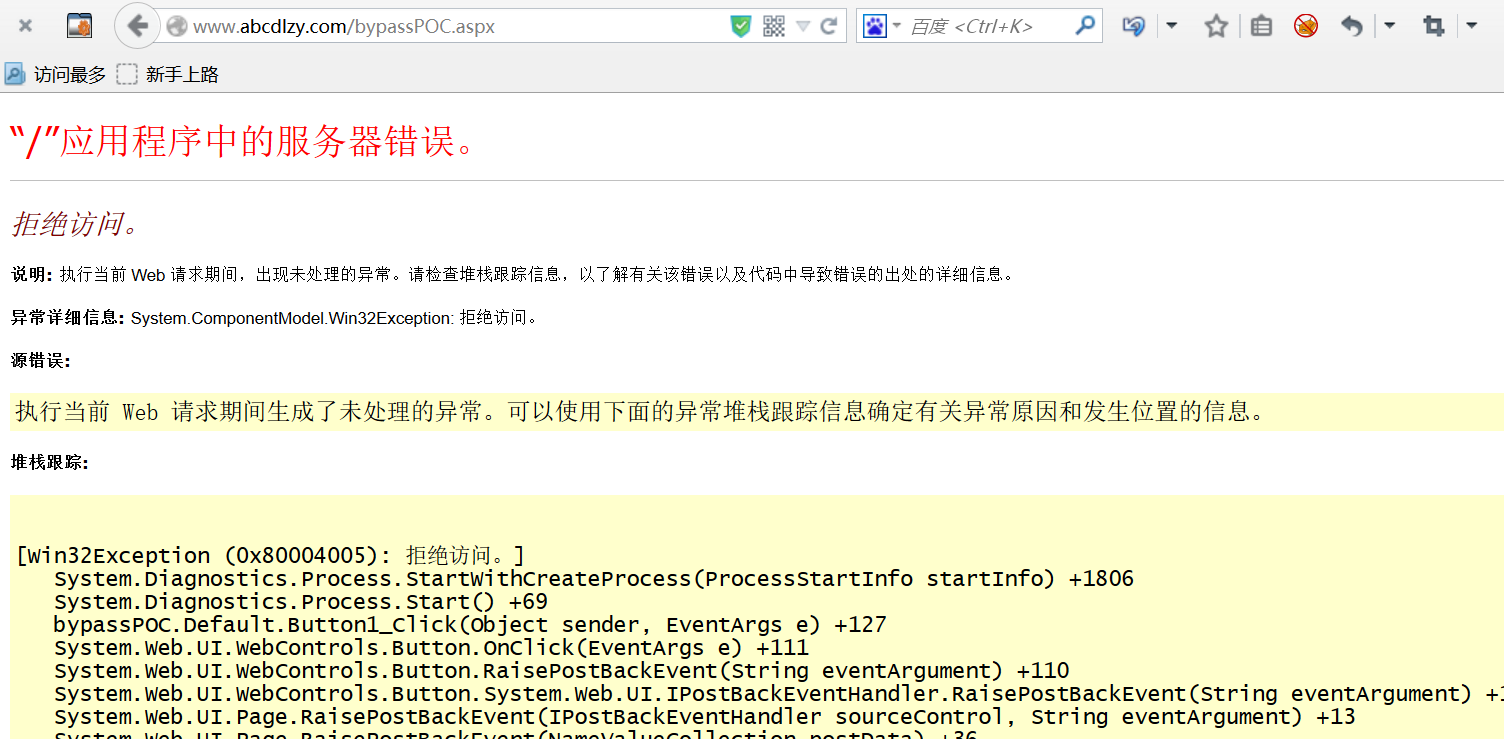 www.abcdlzy.com/bypassPOC.aspx
百度 <Ctrl+K>
访问最多 新手上路
“/”应用程序中的服务器错误。
拒绝访问。
说明: 执行当前 Web 请求期间，出现未处理的异常。请检查堆栈跟踪信息，以了解有关该错误以及代码中导致错误的出处的详细信息。
异常详细信息: System.ComponentModel.Win32Exception: 拒绝访问。
源错误:
执行当前 Web 请求期间生成了未处理的异常。可以使用下面的异常堆栈跟踪信息确定有关异常原因和发生位置的信息。
堆栈跟踪:
[Win32Exception (0x80004005): 拒绝访问。]
System.Diagnostics.Process.StartWithCreateProcess(ProcessStartInfo startInfo) +1806
System.Diagnostics.Process.Start() +69
bypassPOC.Default.Button1_Click(Object sender, EventArgs e) +127
System.Web.UI.WebControls.Button.OnClick(EventArgs e) +111
System.Web.UI.WebControls.Button.RaisePostBackEvent(String eventArgument) +110
System.Web.UI.WebControls.Button.System.Web.UI.IPostBackEventHandler.RaisePostBackEvent(String eventArgument)
System.Web.UI.Page.RaisePostBackEvent(IPostBackEventHandler sourceControl, String eventArgument) +13
System.Web.UI.Page.RaisePostBackEvent(NameValueCollection postData) +36